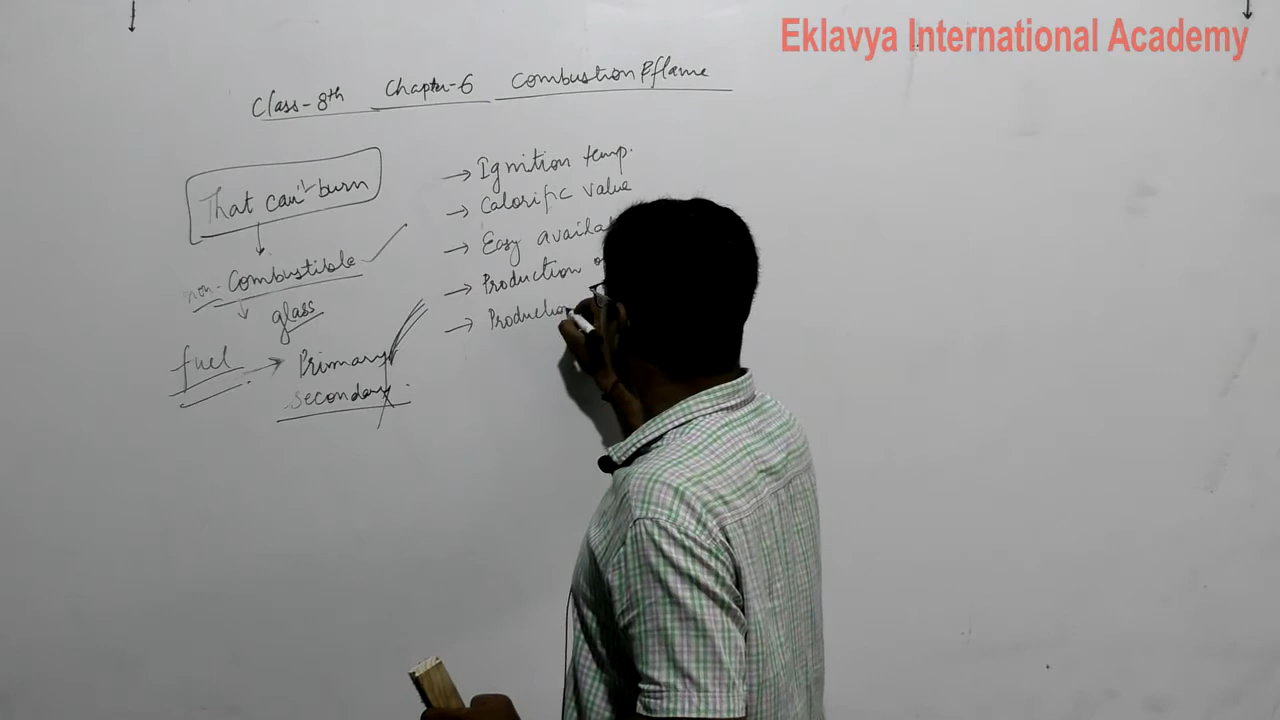 Eklavya International Academy
Class-8th Chapter-6 Combustion & flame
That can't burn
non-Combustible
glass
fuel → Primary
secondary
→ Ignition temp.
→ Calorific value
→ Easy
→ Production
→ Production